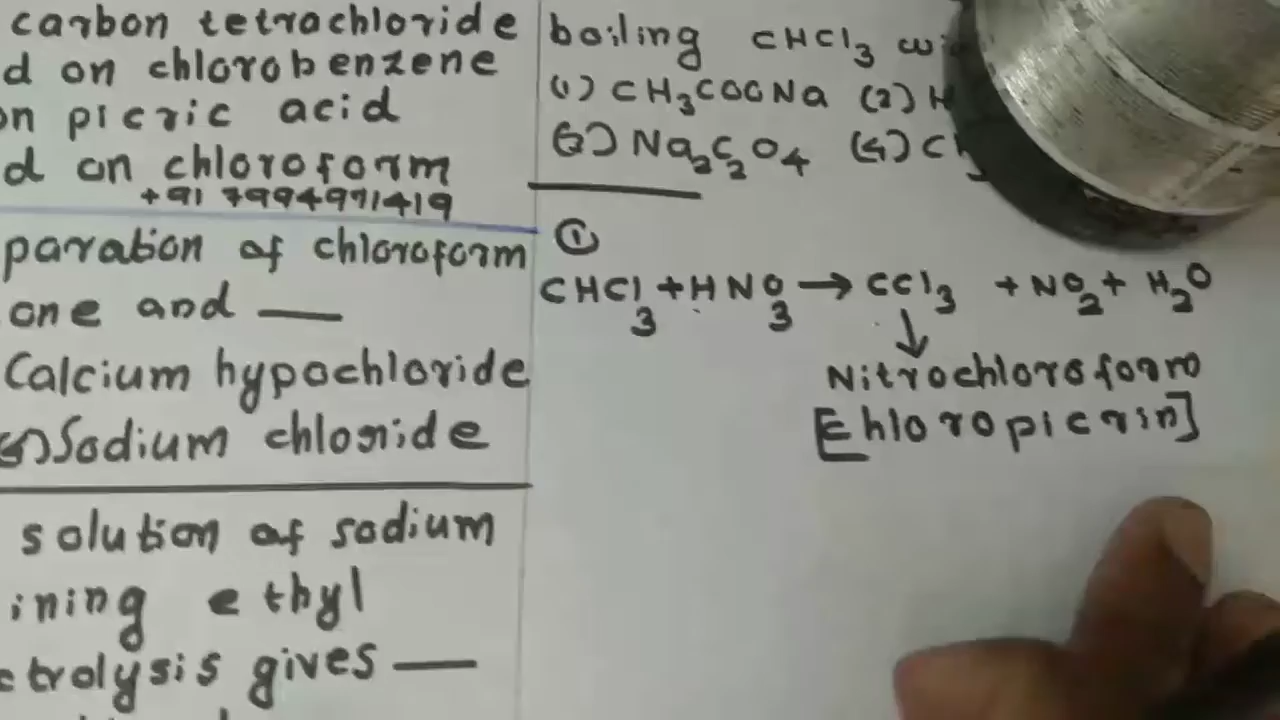 carbon tetrachloride
d on chlorobenzene
on picric acid
d on chloroform
+91 7994971419
paration of chloroform
one and —
Calcium hypochloride
Sodium chloride
solution of sodium
ining ethyl
ctrolysis gives —
boiling CHCl3
(1) CH3COONa (2) H
(3) Na2C2O4 (4) C
①
CHCl3 + HNO3 → CCl3 + NO2 + H2O
↓
Nitrochloroform
[Chloropicrin]